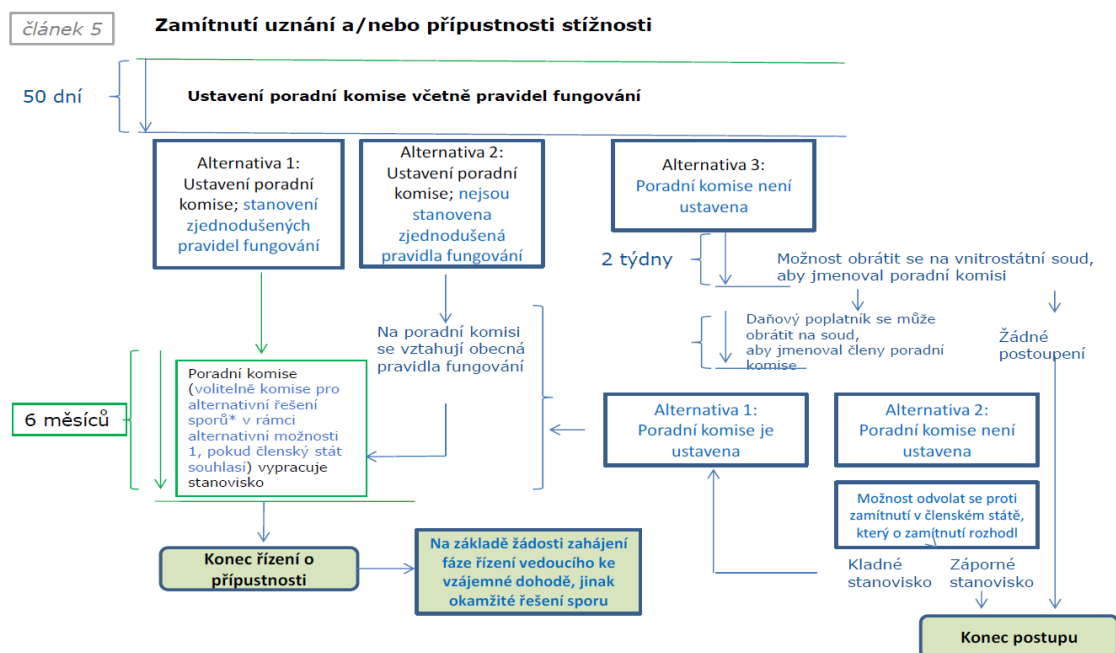 článek 5
Zamítnutí uznání a/nebo přípustnosti stížnosti
50 dní
Ustavení poradní komise včetně pravidel fungování
Alternativa 1:
Ustavení poradní
komise; stanovení
zjednodušených
pravidel fungování
Alternativa 2:
Ustavení poradní
komise; nejsou
stanovena
zjednodušená
pravidla fungování
Alternativa 3:
Poradní komise není
ustavena
2 týdny
Možnost obrátit se na vnitrostátní soud,
aby jmenoval poradní komisi
Na poradní komisi
se vztahují obecná
pravidla fungování
Daňový poplatník se může
obrátit na soud,
aby jmenoval členy poradní
komise
Žádné
postoupení
6 měsíců
Poradní komise
(volitelně komise pro
alternativní řešení
sporů* v rámci
alternativní možnosti
1, pokud členský stát
souhlasí) vypracuje
stanovisko
Alternativa 1:
Poradní komise je
ustavena
Alternativa 2:
Poradní komise není
ustavena
Možnost odvolat se proti
zamítnutí v členském státě,
který o zamítnutí rozhodl
Kladné
stanovisko
Záporné
stanovisko
Konec řízení o
přípustnosti
Na základě žádosti zahájení
fáze řízení vedoucího ke
vzájemné dohodě, jinak
okamžité řešení sporu
Konec postupu